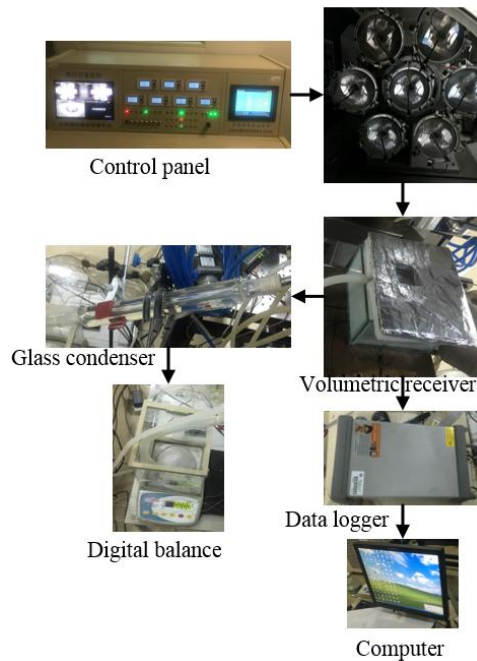 Control panel
Glass condenser
Volumetric receiver
Data logger
Digital balance
Computer